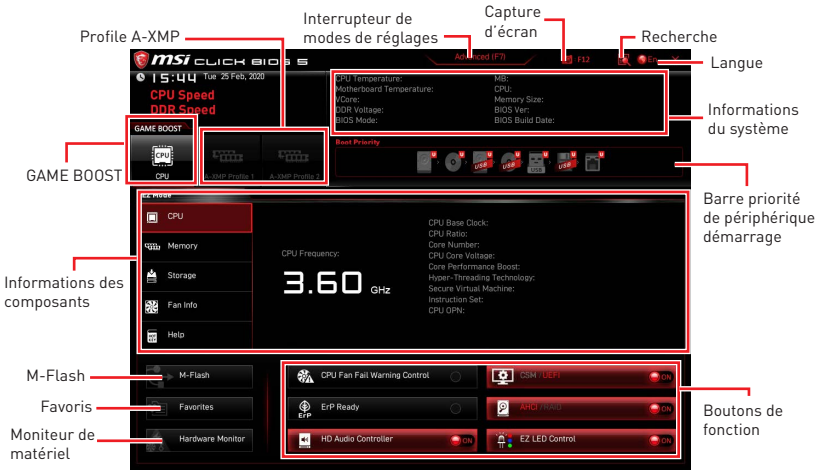 Interrupteur de
modes de réglages
Capture
d'écran
Profile A-XMP
Recherche
Langue
msi CLICK BIOS 5
Advanced (F7)
F12
En
X
15:44 Tue 25 Feb, 2020
CPU Speed
DDR Speed
CPU Temperature:
Motherboard Temperature:
VCore:
DDR Voltage:
BIOS Mode:
MB:
CPU:
Memory Size:
BIOS Ver:
BIOS Build Date:
Informations
du système
GAME BOOST
CPU
CPU
A-XMP Profile 1
A-XMP Profile 2
Boot Priority
U U U U U U U
USB USB USB USB
GAME BOOST
Barre priorité
de périphérique
démarrage
EZ Mode
CPU
Memory
Storage
Fan Info
Help
CPU Frequency:
3.60 GHz
CPU Base Clock:
CPU Ratio:
Core Number:
CPU Core Voltage:
Core Performance Boost:
Hyper-Threading Technology:
Secure Virtual Machine:
Instruction Set:
CPU OPN:
Informations des
composants
M-Flash
Favoris
Moniteur de
matériel
M-Flash
Favorites
Hardware Monitor
CPU Fan Fail Warning Control
CSM /UEFI
ON
ErP
ErP Ready
AHCI /RAID
ON
HD Audio Controller
ON
EZ LED Control
ON
Boutons de
fonction